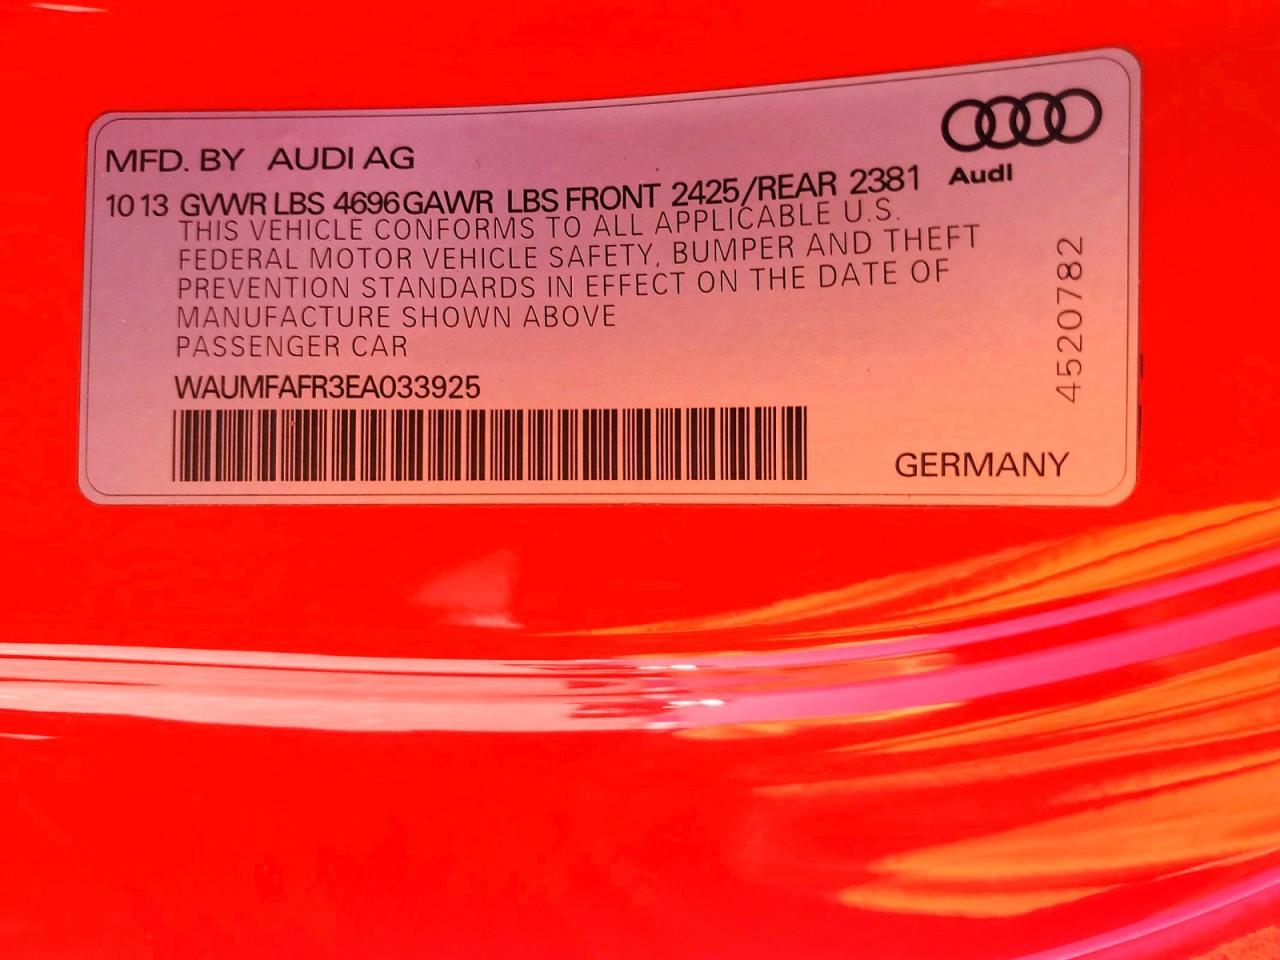 MFD. BY AUDI AG
10 13 GVWR LBS 4696 GAWR LBS FRONT 2425/REAR 2381
Audi
THIS VEHICLE CONFORMS TO ALL APPLICABLE U.S.
FEDERAL MOTOR VEHICLE SAFETY, BUMPER AND THEFT
PREVENTION STANDARDS IN EFFECT ON THE DATE OF
MANUFACTURE SHOWN ABOVE
PASSENGER CAR
WAUMFAFR3EA033925
GERMANY
4520782